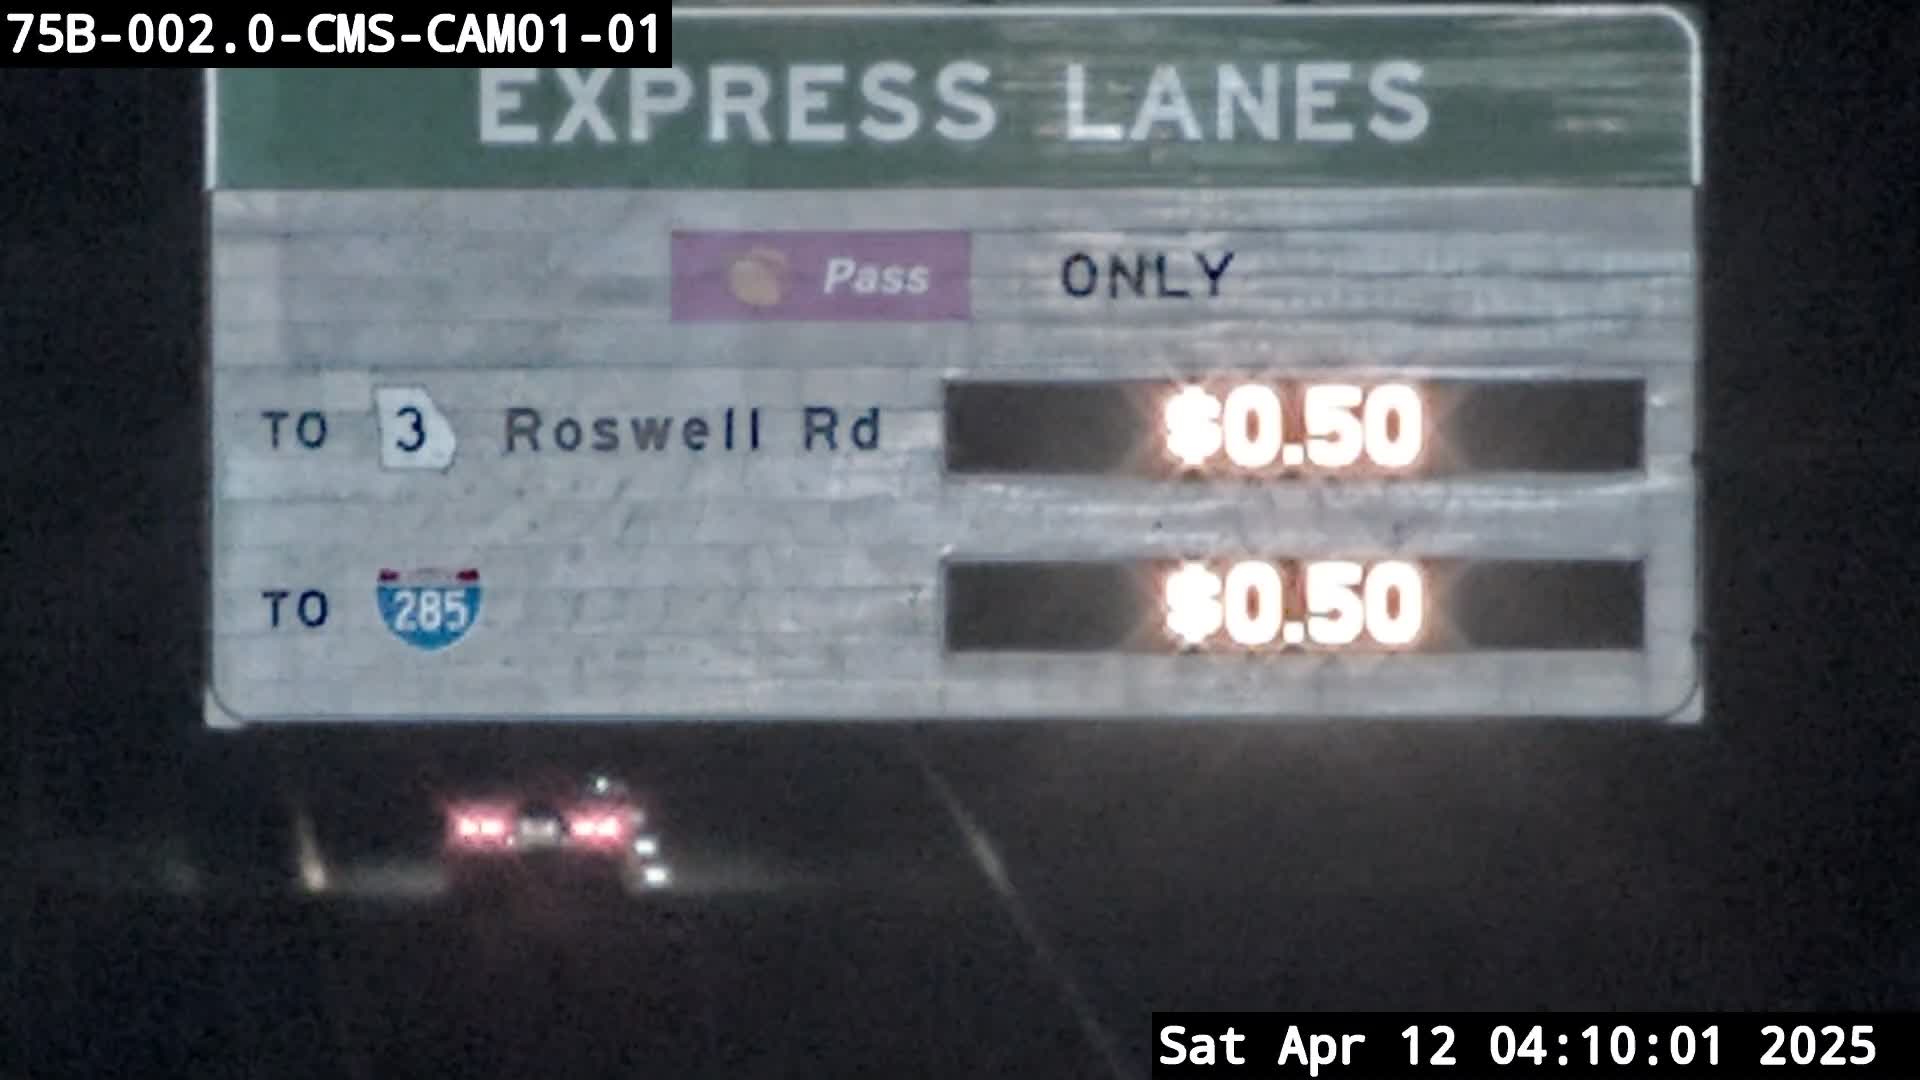 75B-002.0-CMS-CAM01-01
EXPRESS LANES
Pass ONLY
TO 3 Roswell Rd $0.50
TO 285 $0.50
Sat Apr 12 04:10:01 2025